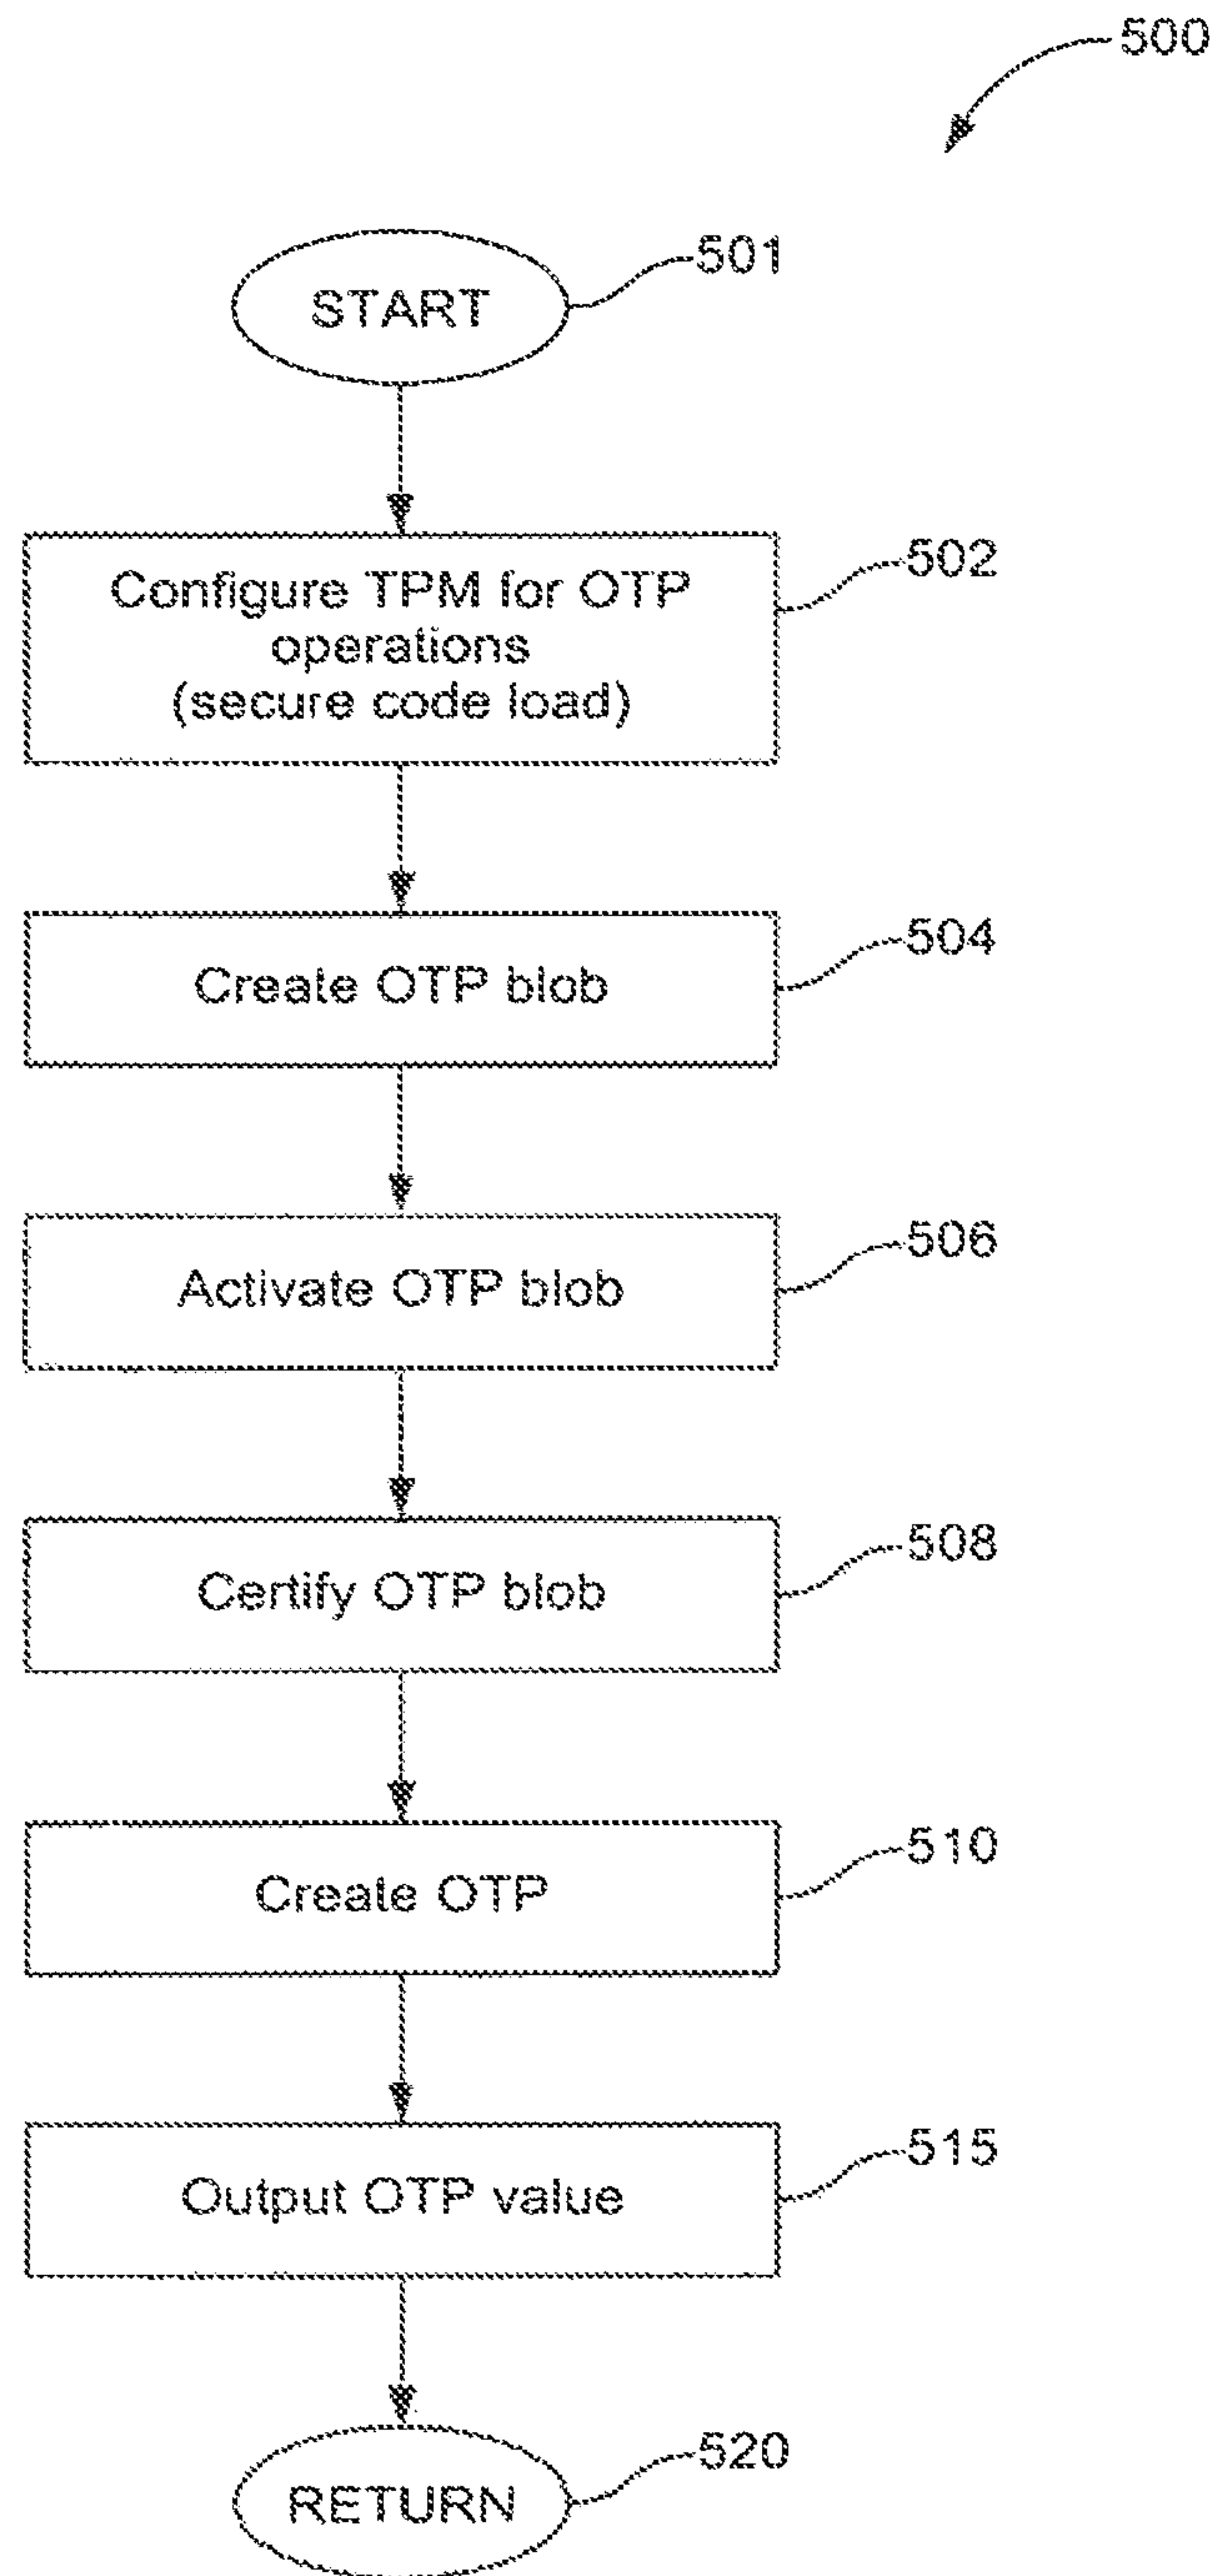 500
START
501
Configure TPM for OTP
operations
(secure code load)
502
Create OTP blob
504
Activate OTP blob
506
Certify OTP blob
508
Create OTP
510
Output OTP value
515
RETURN
520